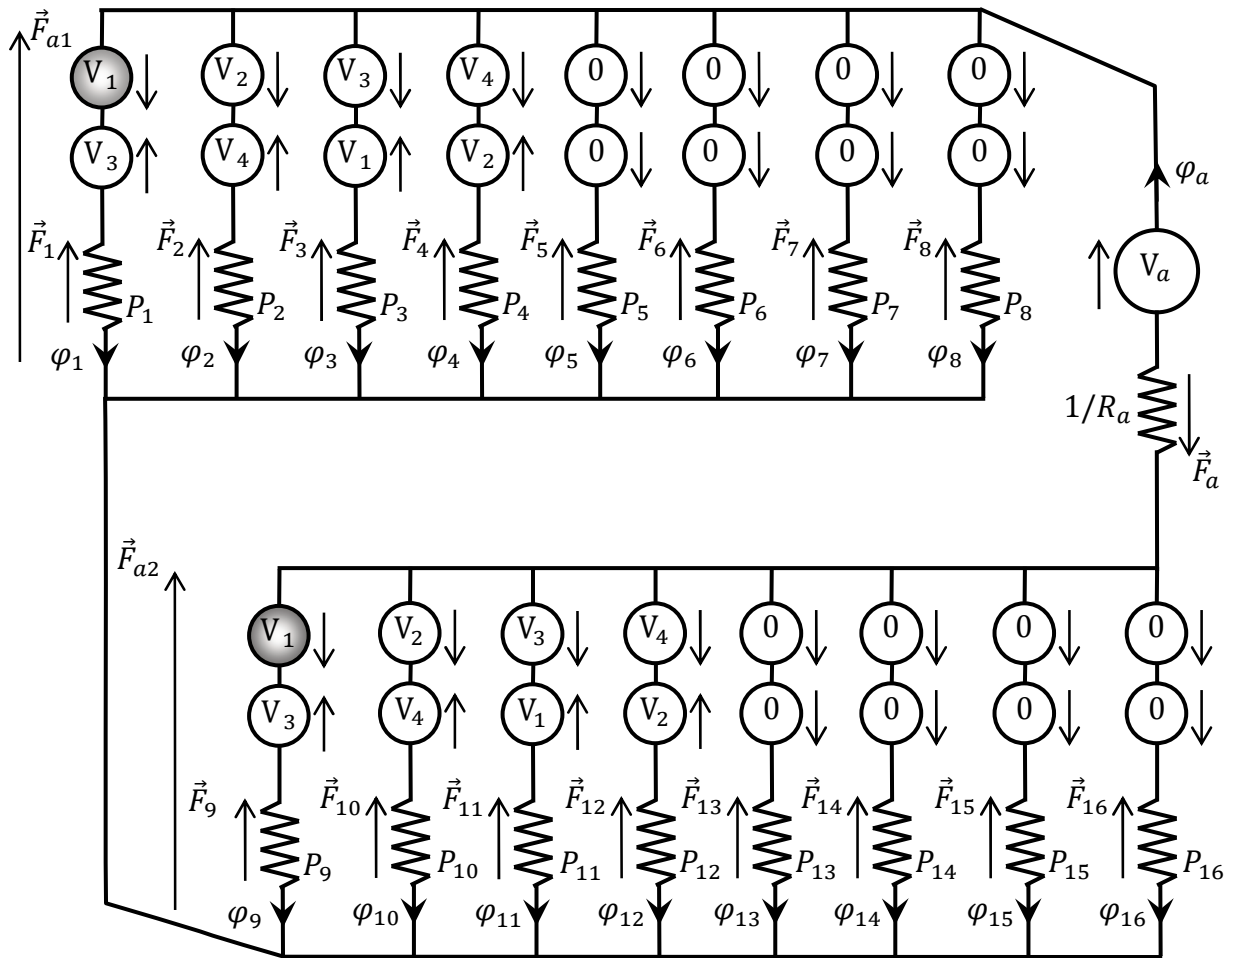 F⃗ₐ₁
V₁ V₂ V₃ V₄ 0 0 0 0
V₃ V₄ V₁ V₂ 0 0 0 0
φₐ
F⃗₁ F⃗₂ F⃗₃ F⃗₄ F⃗₅ F⃗₆ F⃗₇ F⃗₈
Vₐ
P₁ P₂ P₃ P₄ P₅ P₆ P₇ P₈
φ₁ φ₂ φ₃ φ₄ φ₅ φ₆ φ₇ φ₈
1/Rₐ
F⃗ₐ
F⃗ₐ₂
V₁ V₂ V₃ V₄ 0 0 0 0
V₃ V₄ V₁ V₂ 0 0 0 0
F⃗₉ F⃗₁₀ F⃗₁₁ F⃗₁₂ F⃗₁₃ F⃗₁₄ F⃗₁₅ F⃗₁₆
P₉ P₁₀ P₁₁ P₁₂ P₁₃ P₁₄ P₁₅ P₁₆
φ₉ φ₁₀ φ₁₁ φ₁₂ φ₁₃ φ₁₄ φ₁₅ φ₁₆